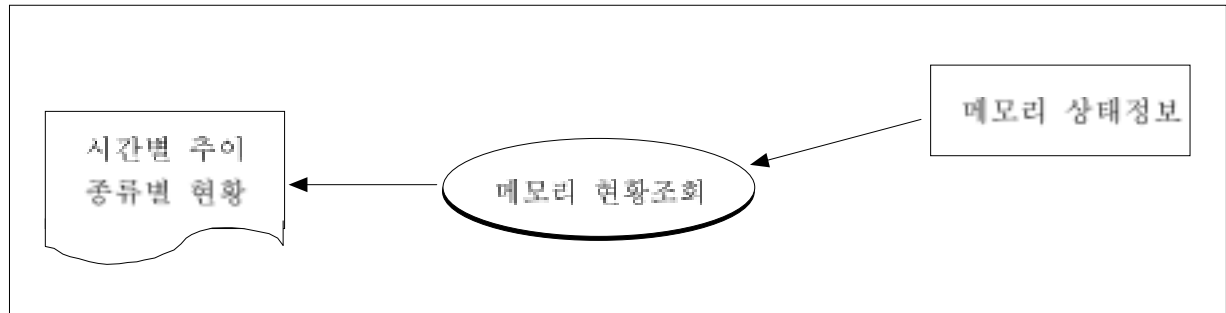 시간별 추이
종류별 현황
메모리 현황조회
메모리 상태정보